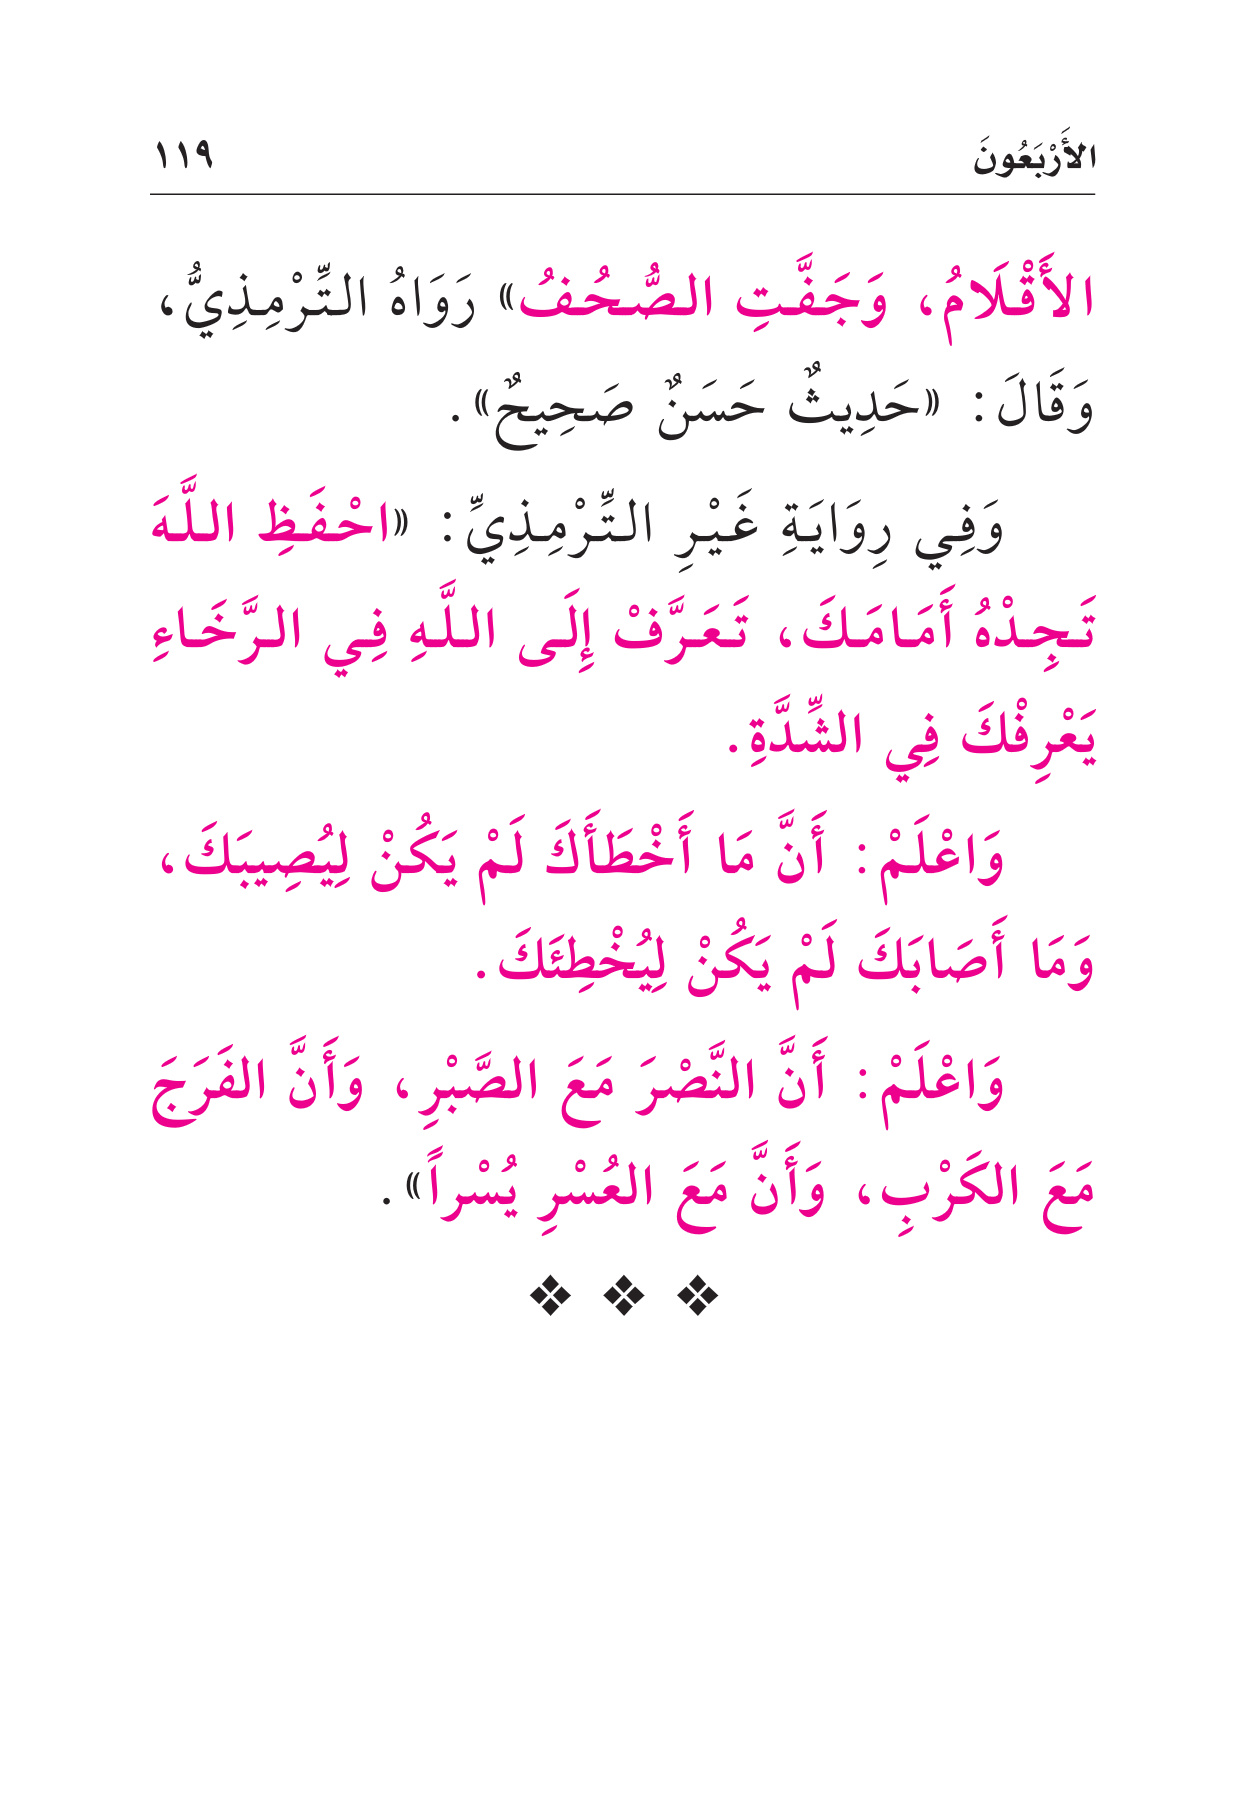 الأَرْبَعُونَ ١١٩
الأَقْلَامُ، وَجَفَّتِ الصُّحُفُ» رَوَاهُ التِّرْمِذِيُّ،
وَقَالَ: «حَدِيثٌ حَسَنٌ صَحِيحٌ».
وَفِي رِوَايَةِ غَيْرِ التِّرْمِذِيِّ: «احْفَظِ اللَّهَ
تَجِدْهُ أَمَامَكَ، تَعَرَّفْ إِلَى اللَّهِ فِي الرَّخَاءِ
يَعْرِفْكَ فِي الشِّدَّةِ.
وَاعْلَمْ: أَنَّ مَا أَخْطَأَكَ لَمْ يَكُنْ لِيُصِيبَكَ،
وَمَا أَصَابَكَ لَمْ يَكُنْ لِيُخْطِئَكَ.
وَاعْلَمْ: أَنَّ النَّصْرَ مَعَ الصَّبْرِ، وَأَنَّ الفَرَجَ
مَعَ الكَرْبِ، وَأَنَّ مَعَ العُسْرِ يُسْراً».